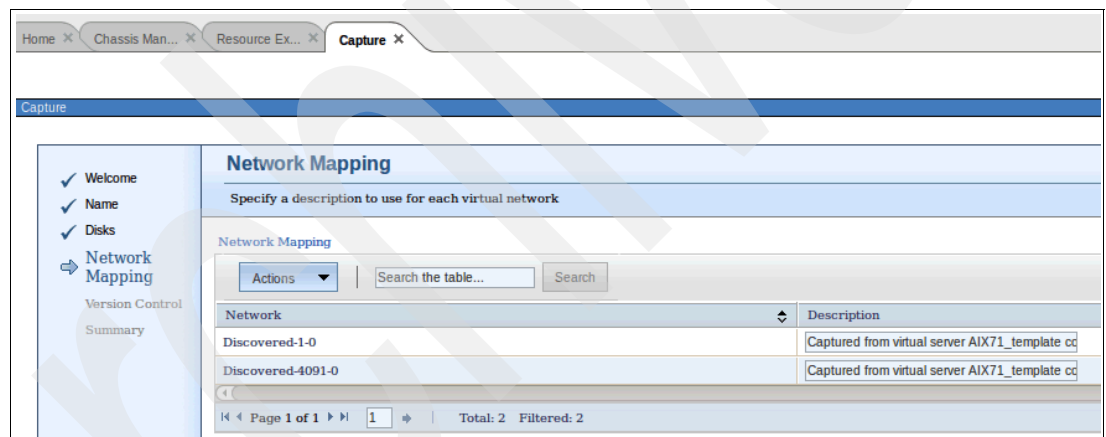 Home Chassis Man... Resource Ex... Capture
Capture
Welcome
Name
Disks
Network
Mapping
Version Control
Summary
Network Mapping
Specify a description to use for each virtual network
Network Mapping
Actions Search the table... Search
Network Description
Discovered-1-0 Captured from virtual server AIX71_template co
Discovered-4091-0 Captured from virtual server AIX71_template co
Page 1 of 1 1 Total: 2 Filtered: 2